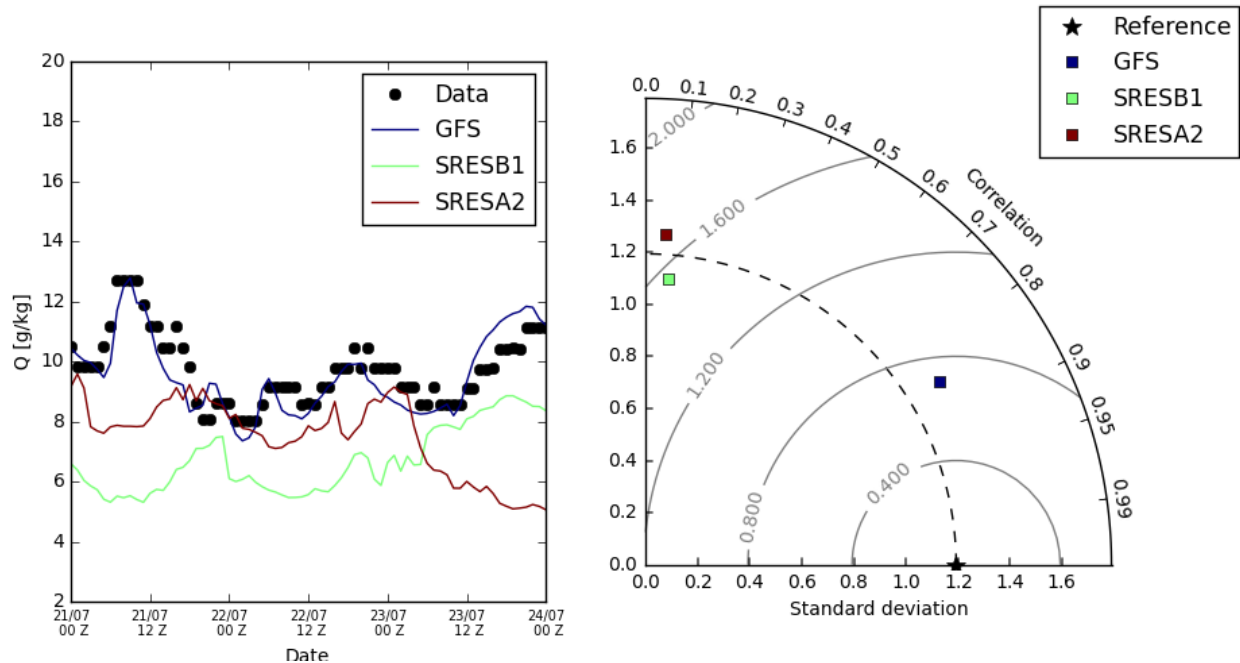 20
18
16
14
12
10
8
6
4
2
Q [g/kg]
Data
GFS
SRESB1
SRESA2
21/07
00 Z
21/07
12 Z
22/07
00 Z
22/07
12 Z
23/07
00 Z
23/07
12 Z
24/07
00 Z
Date
Reference
GFS
SRESB1
SRESA2
0.0
0.1
0.2
0.3
0.4
0.5
0.6
0.7
0.8
0.9
0.95
0.99
Correlation
2.000
1.600
1.200
0.800
0.400
1.6
1.4
1.2
1.0
0.8
0.6
0.4
0.2
0.0
0.0
0.2
0.4
0.6
0.8
1.0
1.2
1.4
1.6
Standard deviation